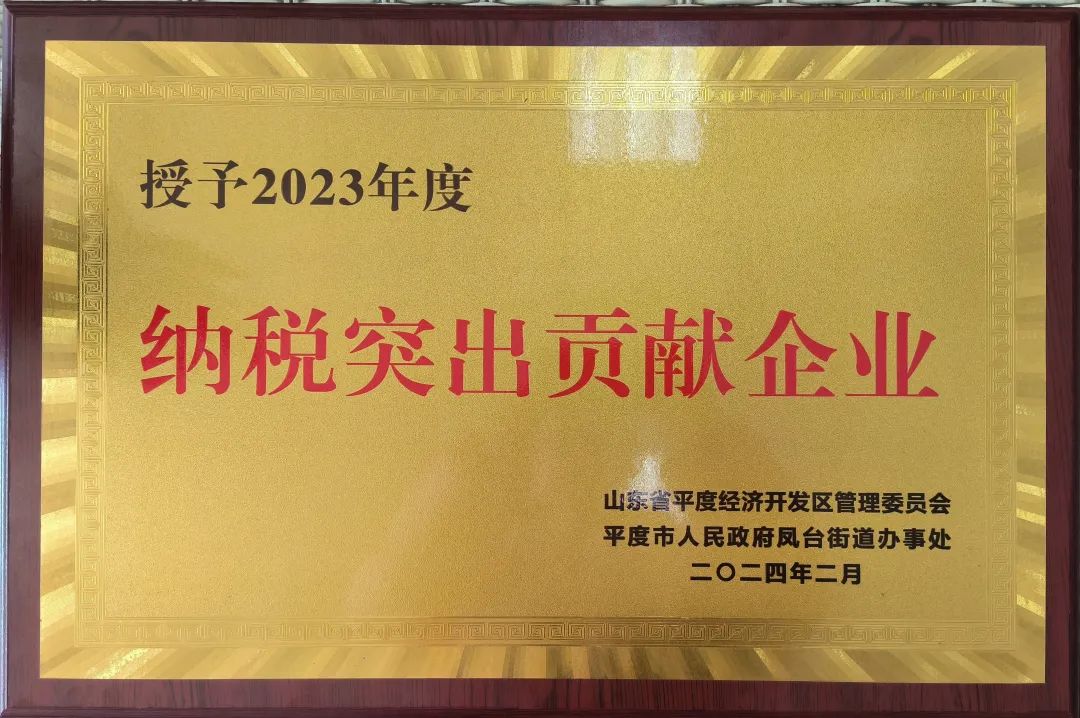 授予2023年度
纳税突出贡献企业
山东省平度经济开发区管理委员会
平度市人民政府凤台街道办事处
二〇二四年二月